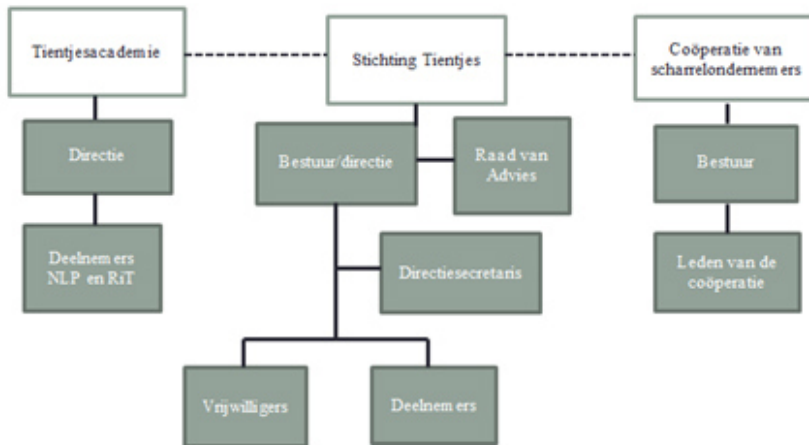 Tientjesacademie
Stichting Tientjes
Coöperatie van
scharrelondernemers
Directie
Bestuur/directie
Raad van
Advies
Bestuur
Deelnemers
NLP en RiT
Directiesecretaris
Leden van de
coöperatie
Vrijwilligers
Deelnemers